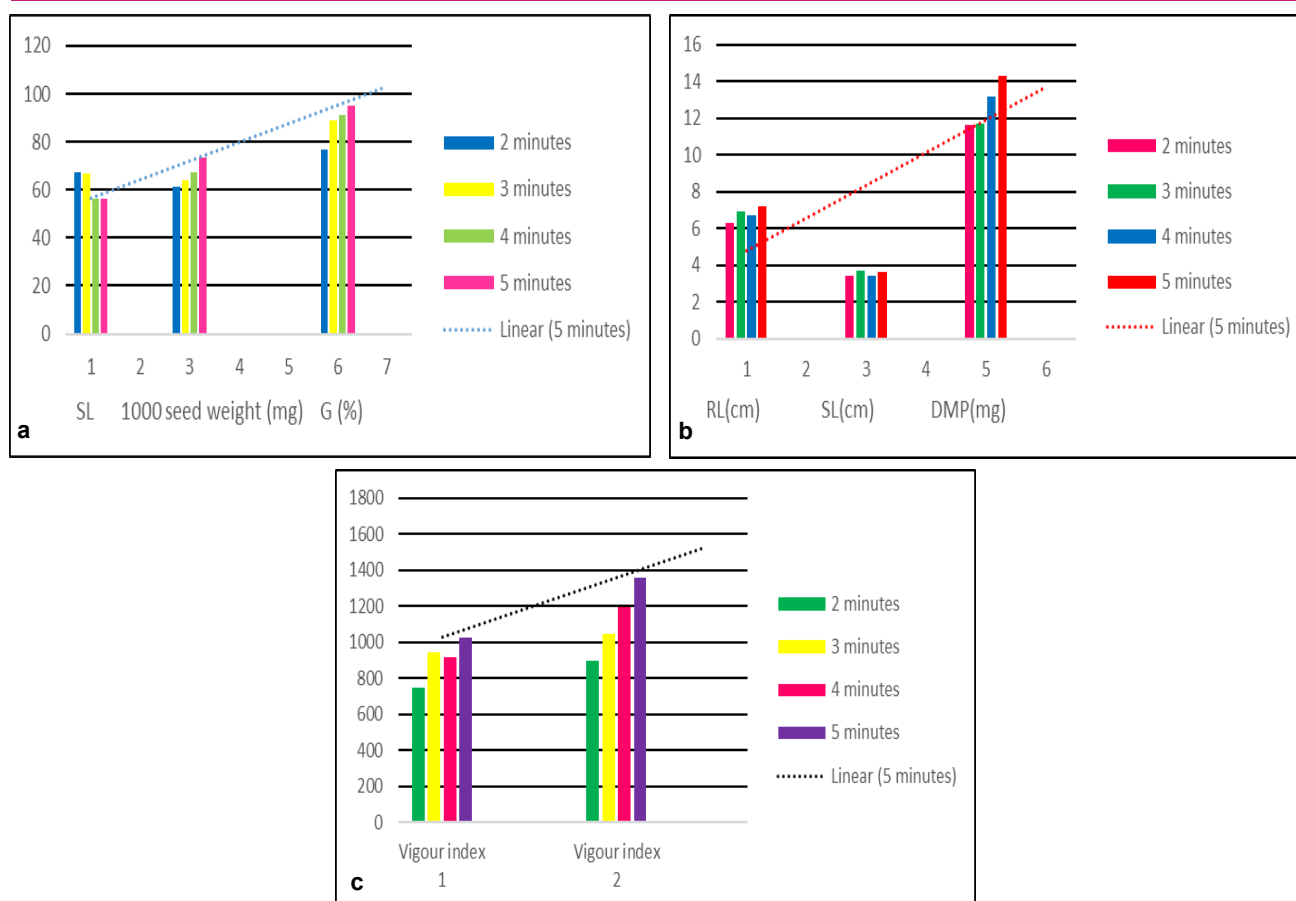 120
100
80
60
40
20
0
1 2 3 4 5 6 7
SL 1000 seed weight (mg) G (%)
2 minutes
3 minutes
4 minutes
5 minutes
Linear (5 minutes)
a
16
14
12
10
8
6
4
2
0
1 2 3 4 5 6
RL(cm) SL(cm) DMP(mg)
2 minutes
3 minutes
4 minutes
5 minutes
Linear (5 minutes)
b
1800
1600
1400
1200
1000
800
600
400
200
0
Vigour index Vigour index
1 2
2 minutes
3 minutes
4 minutes
5 minutes
Linear (5 minutes)
c